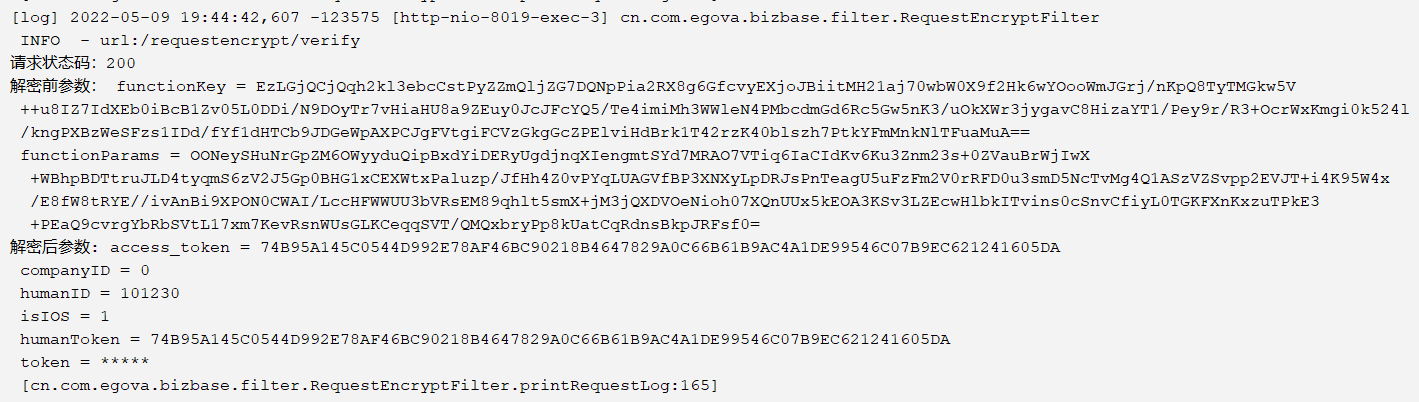 [log] 2022-05-09 19:44:42,607 -123575 [http-nio-8019-exec-3] cn.com.egova.bizbase.filter.RequestEncryptFilter
INFO  - url:/requestencrypt/verify
请求状态码：200
解密前参数： functionKey = EzLGjQCjQqh2kl3ebcCstPyZZmQljZG7DQNpPia2RX8g6GfcvyEXjoJBiitMH21aj70wbW0X9f2Hk6wYOooWmJGrj/nKpQ8TyTMGkw5V
++u8IZ7IdXEb0iBcB1Zv05L0DDi/N9DOyTr7vHiaHU8a9ZEuy0JcJFcYQ5/Te4imiMh3WWleN4PMbcdmGd6Rc5Gw5nK3/uOkXWr3jygavC8HizaYT1/Pey9r/R3+OcrWxKmgi0k524l
/kngPXBzWeSFzs1IDd/fYf1dHTCb9JDGeWpAXPCJgFVtgiFCVzGkgGcZPElviHdBrk1T42rzK40blszh7PtkYFmMnkNlTFuaMuA==
functionParams = OONeySHuNrGpZM6OWyyduQipBxdYiDERyUgdjnqXIengmtSYd7MRAO7VTiq6IaCIdKv6Ku3Znm23s+0ZVauBrWjIwX
+WBhpBDTtruJLD4tyqmS6zV2J5Gp0BHG1xCEXWtxPaluzp/JfHh4Z0vPYqLUAGVfBP3XNXyLpDRJsPnTeagU5uFzFm2V0rRFD0u3smD5NcTvMg4Q1ASzVZSvpp2EVJT+i4K95W4x
/E8fW8tRYE//ivAnBi9XPON0CWAI/LccHFWWUU3bVRsEM89qhlt5smX+jM3jQXDVOeNioh07XQnUUx5kEOA3KSv3LZEcwHlbkITvins0cSnvCfiyL0TGKFXnKxzuTPkE3
+PEaQ9cvrgYbRbSVtL17xm7KevRsnWUsGLKCeqqSVT/QMQxbryPp8kUatCqRdnsBkpJRFsf0=
解密后参数：access_token = 74B95A145C0544D992E78AF46BC90218B4647829A0C66B61B9AC4A1DE99546C07B9EC621241605DA
companyID = 0
humanID = 101230
isIOS = 1
humanToken = 74B95A145C0544D992E78AF46BC90218B4647829A0C66B61B9AC4A1DE99546C07B9EC621241605DA
token = *****
[cn.com.egova.bizbase.filter.RequestEncryptFilter.printRequestLog:165]